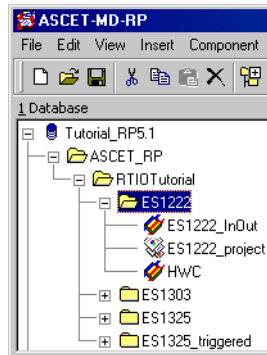 ASCET-MD-RP
File Edit View Insert Component
1 Database
Tutorial_RP5.1
ASCET_RP
RTIOTutorial
ES1222
ES1222_InOut
ES1222_project
HWC
ES1303
ES1325
ES1325_triggered